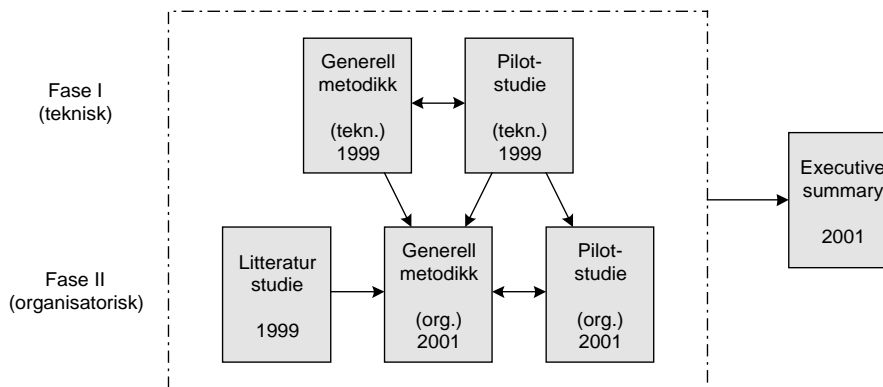 Fase I
(teknisk)
Generell
metodikk
(tekn.)
1999
Pilot-
studie
(tekn.)
1999
Executive
summary
2001
Fase II
(organisatorisk)
Litteratur
studie
1999
Generell
metodikk
(org.)
2001
Pilot-
studie
(org.)
2001